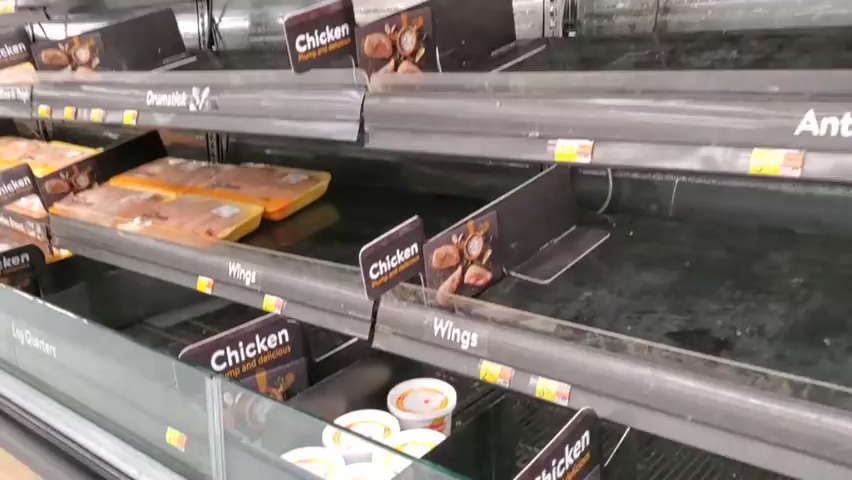 Chicken
Plump and delicious
Chicken
Drumstick
Ant
Chicken
Chicken
Plump and delicious
Chicken
Wings
Wings
Leg Quarters
Chicken
Plump and delicious
Chicken